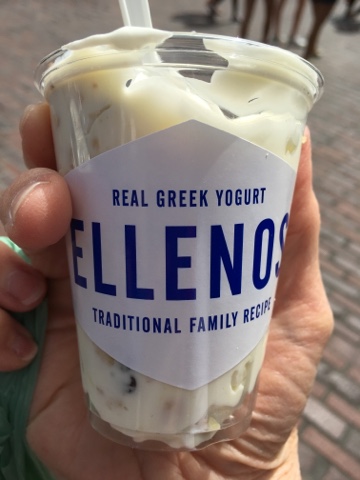 REAL GREEK YOGURT
ELLENOS
TRADITIONAL FAMILY RECIPE